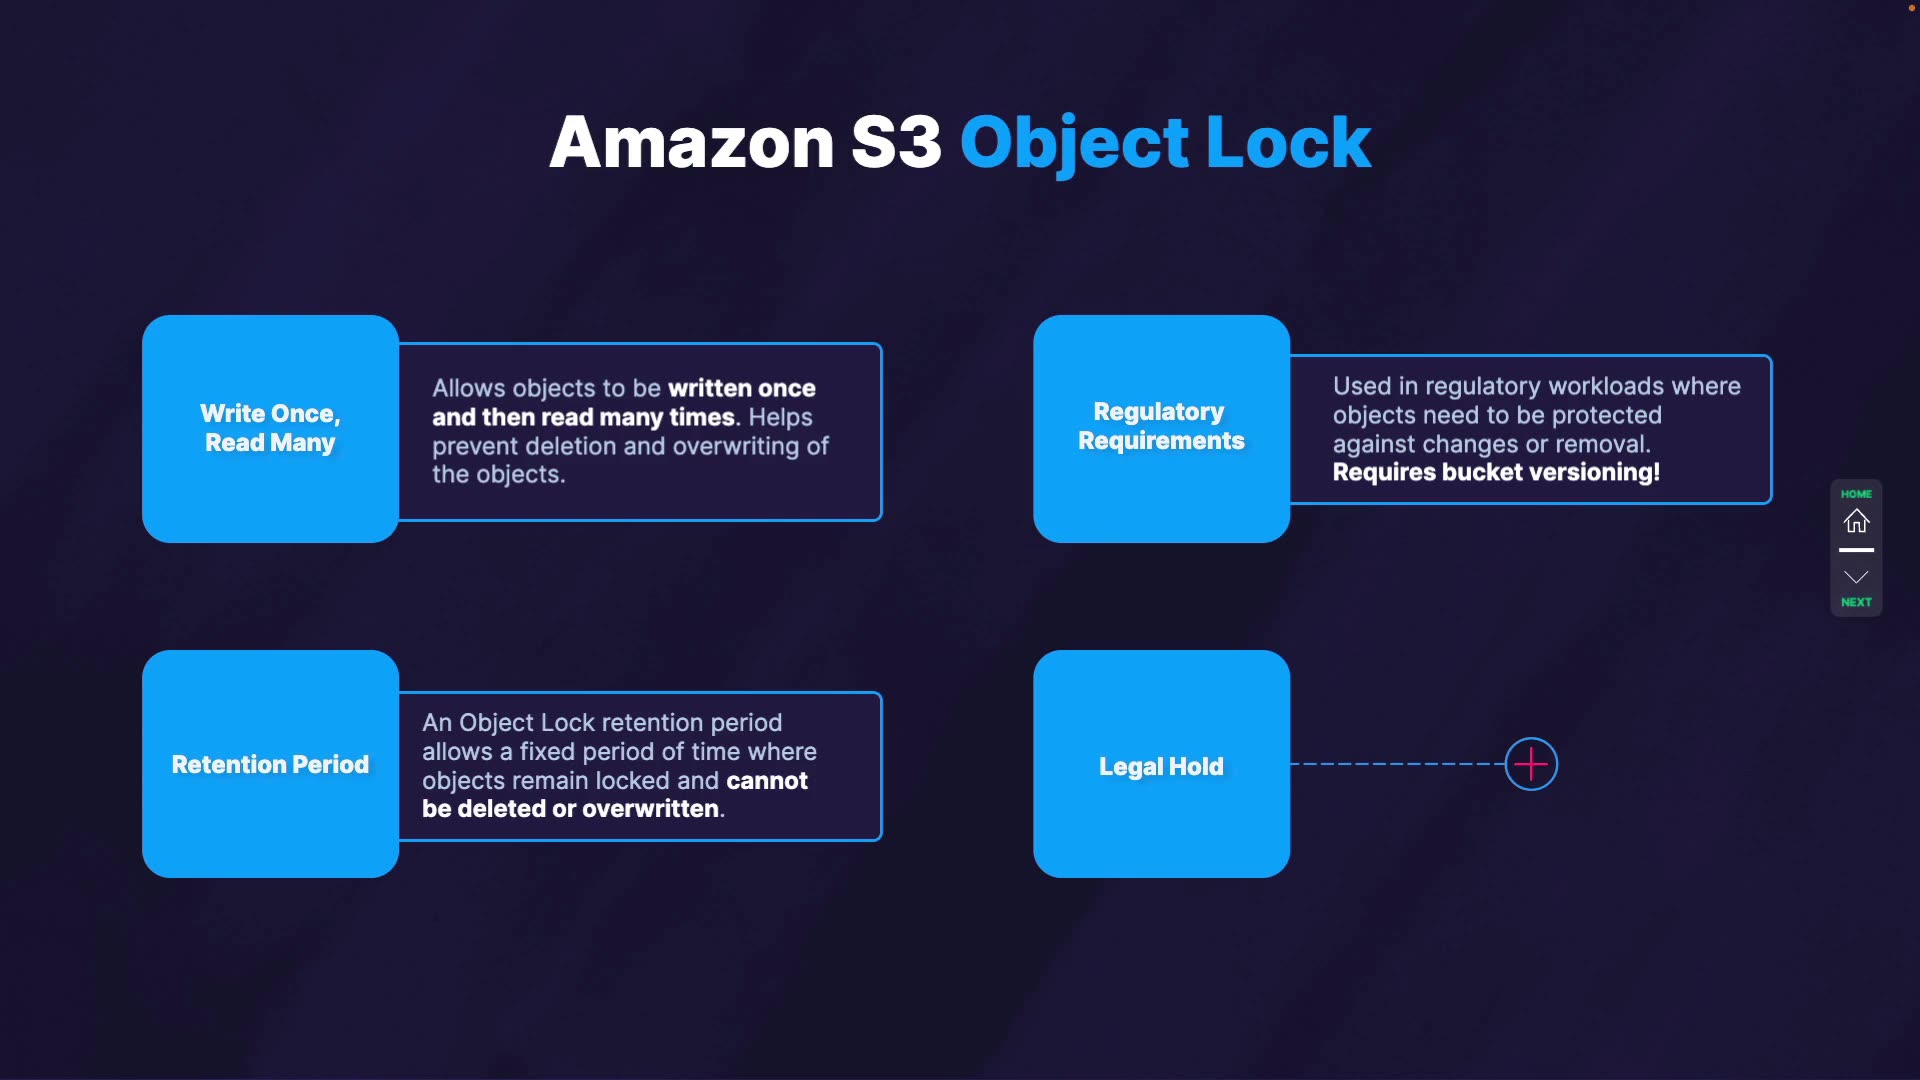 Amazon S3 Object Lock
Write Once,
Read Many
Allows objects to be written once
and then read many times. Helps
prevent deletion and overwriting of
the objects.
Regulatory
Requirements
Used in regulatory workloads where
objects need to be protected
against changes or removal.
Requires bucket versioning!
HOME
NEXT
Retention Period
An Object Lock retention period
allows a fixed period of time where
objects remain locked and cannot
be deleted or overwritten.
Legal Hold